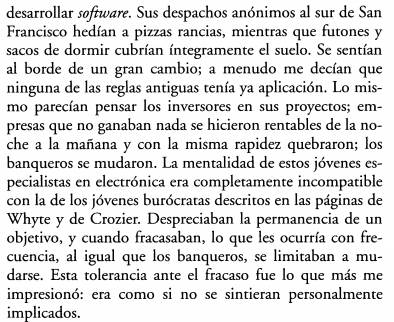 desarrollar software. Sus despachos anónimos al sur de San
Francisco hedían a pizzas rancias, mientras que futones y
sacos de dormir cubrían íntegramente el suelo. Se sentían
al borde de un gran cambio; a menudo me decían que
ninguna de las reglas antiguas tenía ya aplicación. Lo mis-
mo parecían pensar los inversores en sus proyectos; em-
presas que no ganaban nada se hicieron rentables de la no-
che a la mañana y con la misma rapidez quebraron; los
banqueros se mudaron. La mentalidad de estos jóvenes es-
pecialistas en electrónica era completamente incompatible
con la de los jóvenes burócratas descritos en las páginas de
Whyte y de Crozier. Despreciaban la permanencia de un
objetivo, y cuando fracasaban, lo que les ocurría con fre-
cuencia, al igual que los banqueros, se limitaban a mu-
darse. Esta tolerancia ante el fracaso fue lo que más me
impresionó: era como si no se sintieran personalmente
implicados.